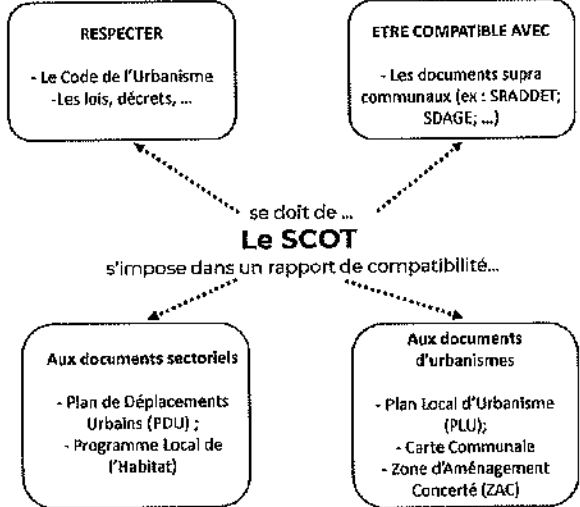 RESPECTER
- Le Code de l'Urbanisme
-Les lois, décrets, ...
ETRE COMPATIBLE AVEC
- Les documents supra
communaux (ex : SRADDET;
SDAGE; ...)
se doit de ...
Le SCOT
s'impose dans un rapport de compatibilité...
Aux documents sectoriels
- Plan de Déplacements
Urbains (PDU) ;
- Programme Local de
l'Habitat)
Aux documents
d'urbanismes
- Plan Local d'Urbanisme
(PLU);
- Carte Communale
- Zone d'Aménagement
Concerté (ZAC)